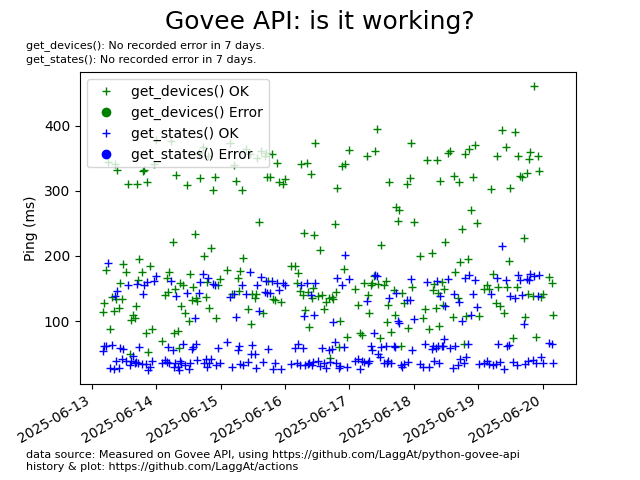 Govee API: is it working?
get_devices(): No recorded error in 7 days.
get_states(): No recorded error in 7 days.
get_devices() OK
get_devices() Error
get_states() OK
get_states() Error
Ping (ms)
400
300
200
100
2025-06-13
2025-06-14
2025-06-15
2025-06-16
2025-06-17
2025-06-18
2025-06-19
2025-06-20
data source: Measured on Govee API, using https://github.com/LaggAt/python-govee-api
history & plot: https://github.com/LaggAt/actions